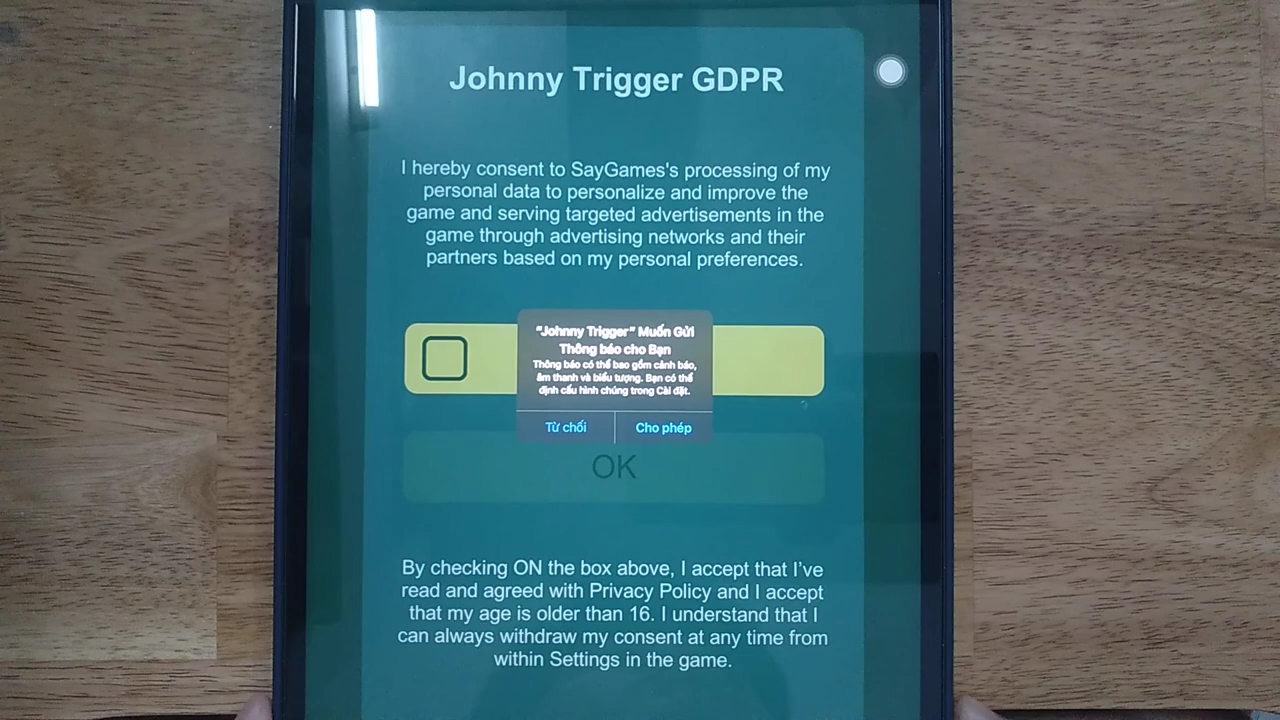 Johnny Trigger GDPR
I hereby consent to SayGames's processing of my
personal data to personalize and improve the
game and serving targeted advertisements in the
game through advertising networks and their
partners based on my personal preferences.
“Johnny Trigger” Muốn Gửi
Thông báo cho Bạn
Thông báo có thể bao gồm cảnh báo,
âm thanh và biểu tượng. Bạn có thể
định cấu hình chúng trong Cài đặt.
Từ chối
Cho phép
OK
By checking ON the box above, I accept that I’ve
read and agreed with Privacy Policy and I accept
that my age is older than 16. I understand that I
can always withdraw my consent at any time from
within Settings in the game.